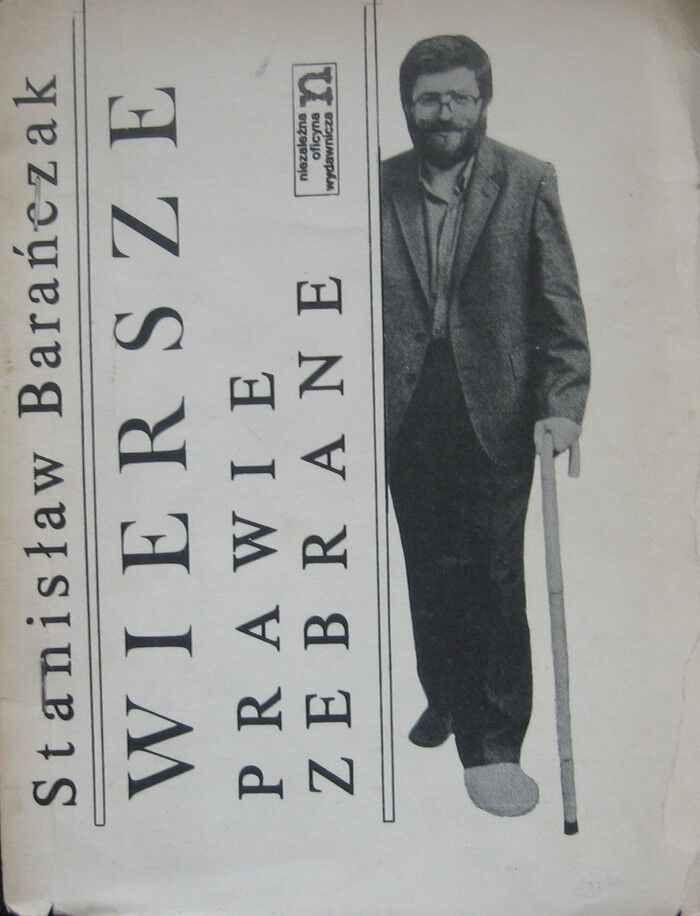 Stanisław Barańczak
WIERSZE
PRAWIE
ZEBRANE
niezależna
oficyna
wydawnicza
n